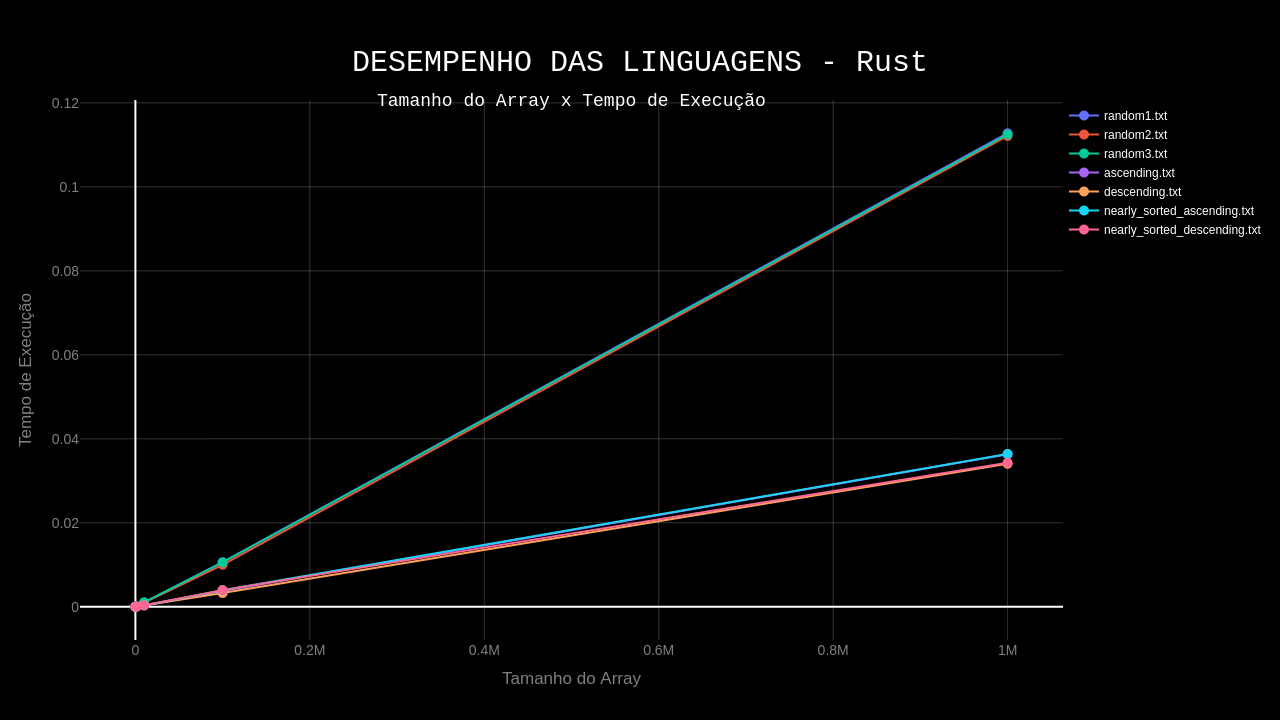 DESEMPENHO DAS LINGUAGENS - Rust
Tamanho do Array x Tempo de Execução
0.12
0.1
0.08
0.06
0.04
0.02
0
Tempo de Execução
0
0.2M
0.4M
0.6M
0.8M
1M
Tamanho do Array
random1.txt
random2.txt
random3.txt
ascending.txt
descending.txt
nearly_sorted_ascending.txt
nearly_sorted_descending.txt